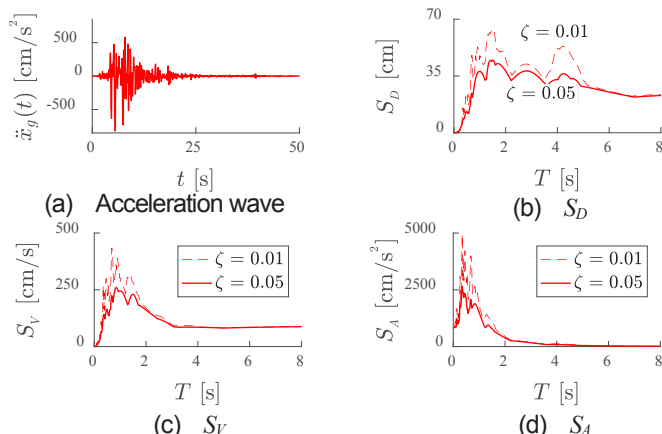 ẍ_g(t) [cm/s²]
500
0
-500
0
25
50
t [s]
(a) Acceleration wave
S_D [cm]
70
35
0
ζ = 0.01
ζ = 0.05
0
2
4
6
8
T [s]
(b) S_D
S_V [cm/s]
500
250
0
ζ = 0.01
ζ = 0.05
0
2
4
6
8
T [s]
(c) S_V
S_A [cm/s²]
5000
2500
0
ζ = 0.01
ζ = 0.05
0
2
4
6
8
T [s]
(d) S_A